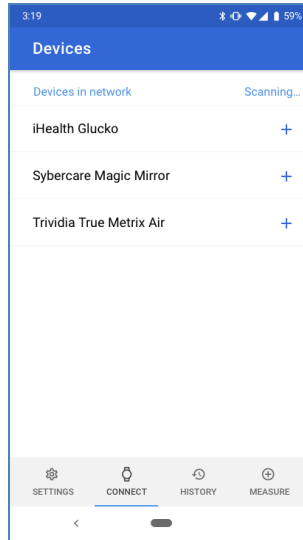 3:19 59%
Devices
Devices in network Scanning...
iHealth Glucko +
Sybercare Magic Mirror +
Trividia True Metrix Air +
SETTINGS CONNECT HISTORY MEASURE